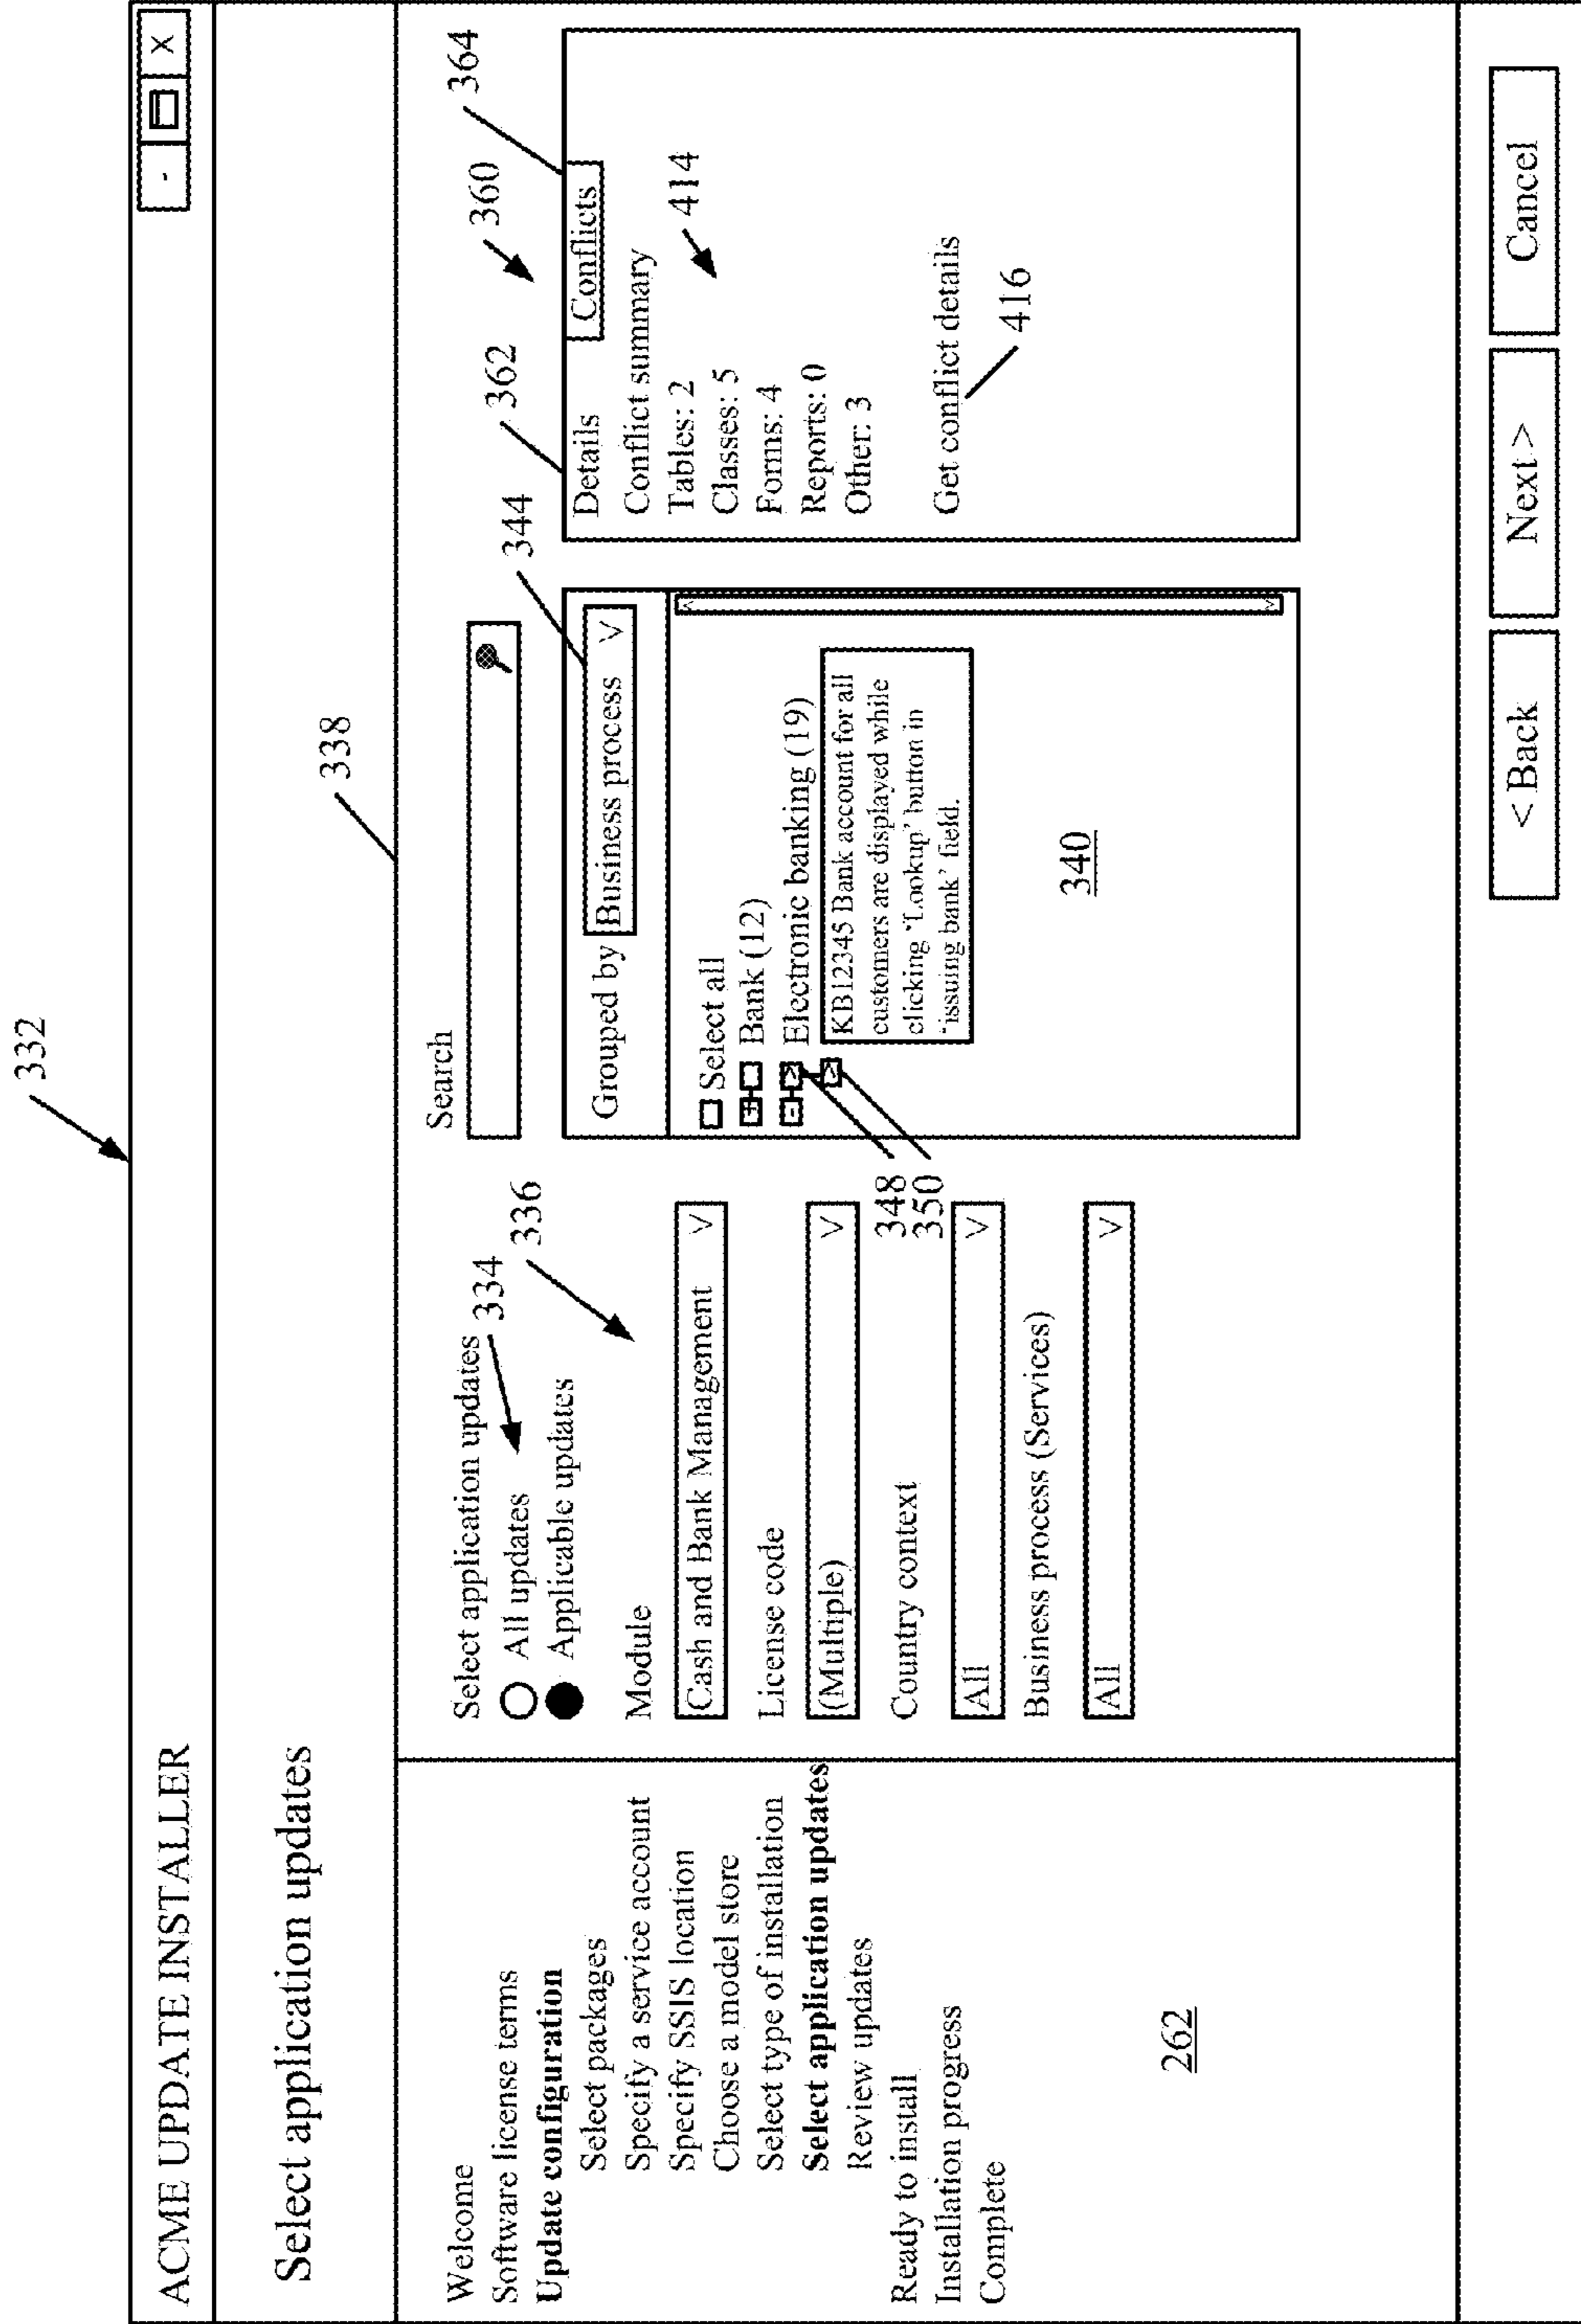 332
ACME UPDATE INSTALLER
- X
Select application updates
338
Welcome
Software license terms
Update configuration
Select packages
Specify a service account
Specify SSIS location
Choose a model store
Select type of installation
Select application updates
Review updates
Ready to install
Installation progress
Complete
262
Select application updates
334
All updates
Applicable updates
336
Module
Cash and Bank Management V
License code
(Multiple) V
348
350
Country context
All V
Business process (Services)
All V
Search
344
Grouped by Business process V
Select all
+ Bank (12)
- Electronic banking (19)
KB12345 Bank account for all
customers are displayed while
clicking 'Lookup' button in
'issuing bank' field.
340
362
360
364
Details Conflicts
Conflict summary
Tables: 2
Classes: 5
Forms: 4
Reports: 0
Other: 3
414
Get conflict details
416
< Back
Next >
Cancel